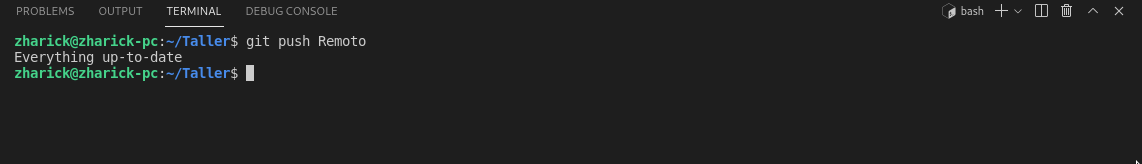 PROBLEMS OUTPUT TERMINAL DEBUG CONSOLE bash
zharick@zharick-pc:~/Taller$ git push Remoto
Everything up-to-date
zharick@zharick-pc:~/Taller$